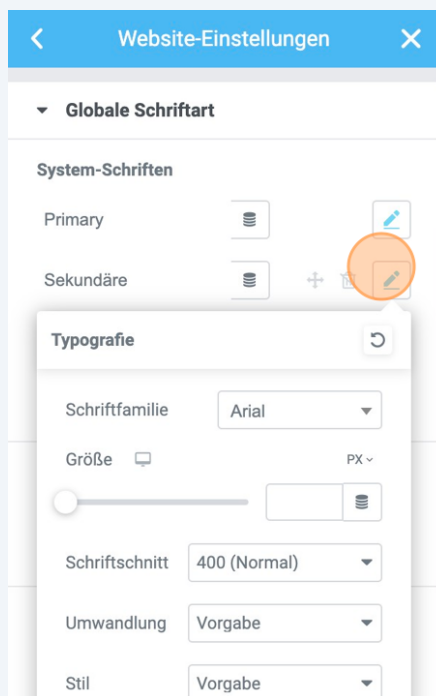 Website-Einstellungen
Globale Schriftart
System-Schriften
Primary
Sekundäre
Typografie
Schriftfamilie Arial
Größe PX
Schriftschnitt 400 (Normal)
Umwandlung Vorgabe
Stil Vorgabe